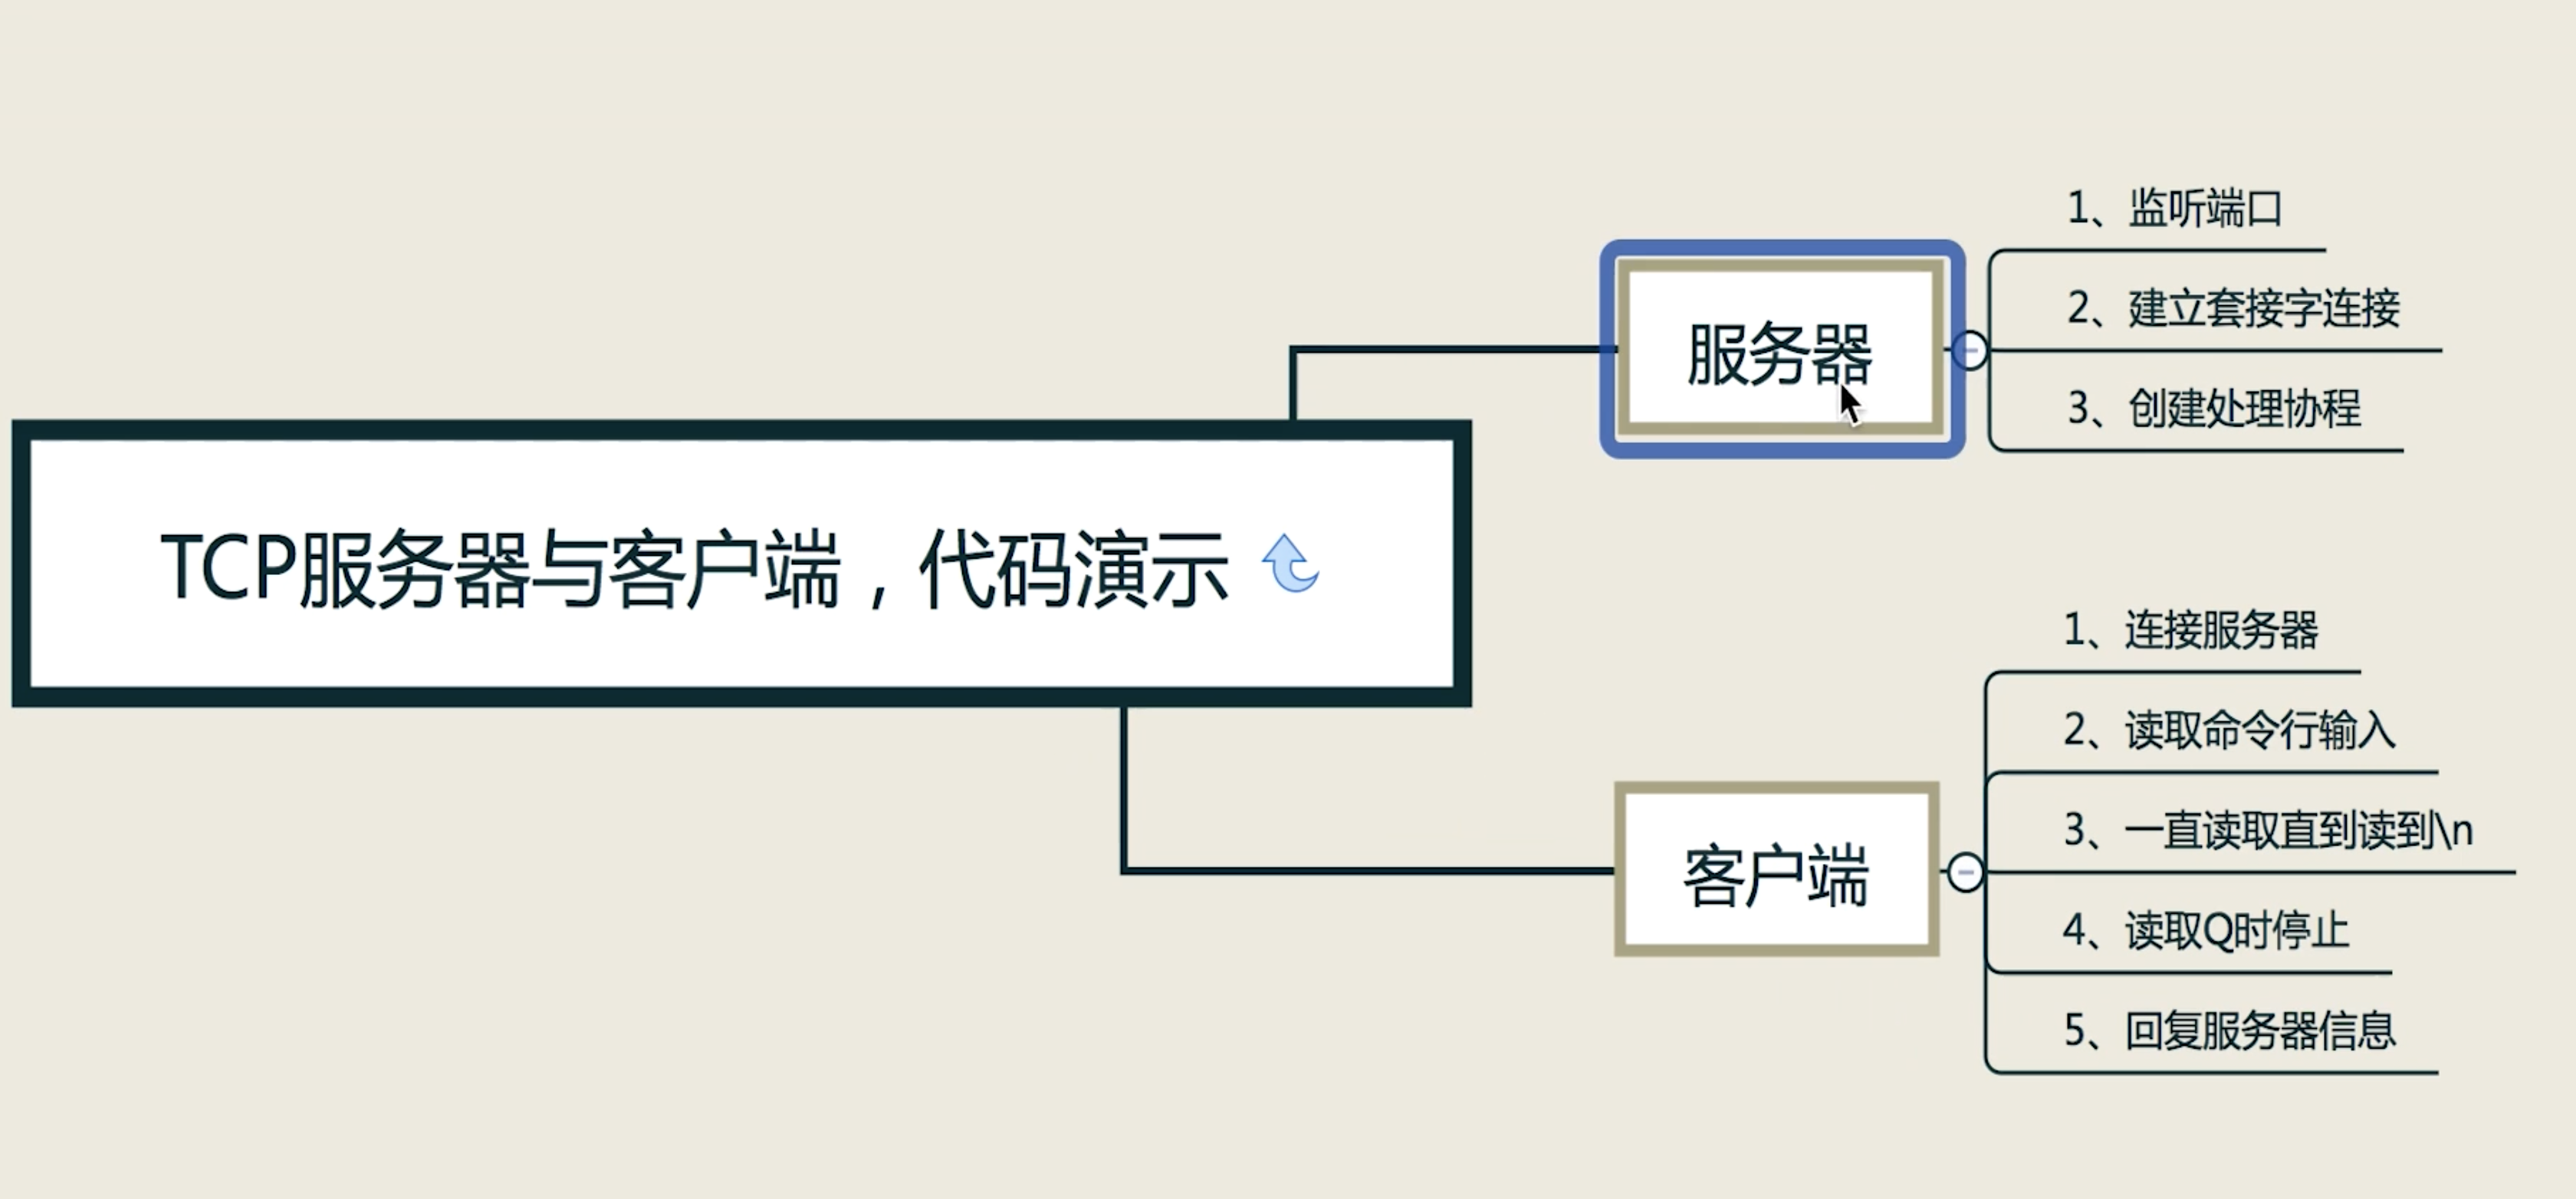 TCP服务器与客户端，代码演示
服务器
1、监听端口
2、建立套接字连接
3、创建处理协程
客户端
1、连接服务器
2、读取命令行输入
3、一直读取直到读到\n
4、读取Q时停止
5、回复服务器信息